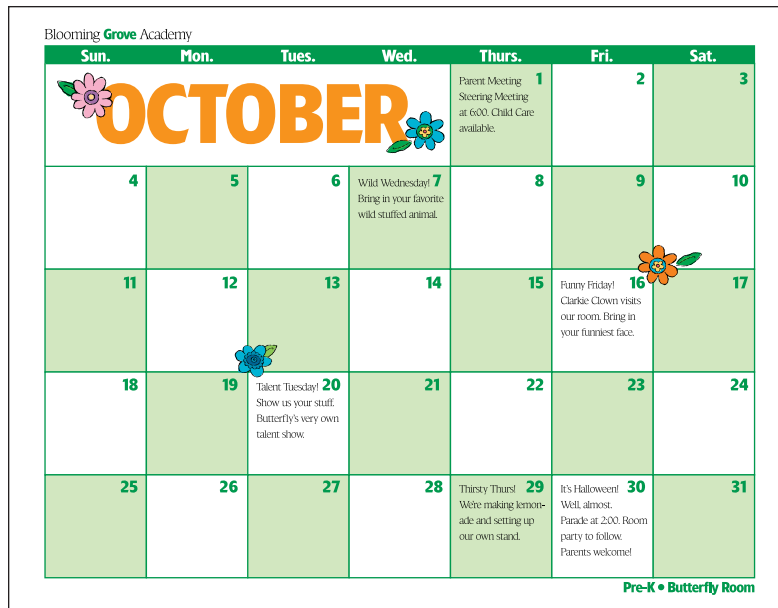 Blooming Grove Academy
Sun. Mon. Tues. Wed. Thurs. Fri. Sat.
OCTOBER
Parent Meeting 1
Steering Meeting
at 6:00. Child Care
available.
2
3
4
5
6
Wild Wednesday! 7
Bring in your favorite
wild stuffed animal.
8
9
10
11
12
13
14
15
Funny Friday! 16
Clarkie Clown visits
our room. Bring in
your funniest face.
17
18
19
Talent Tuesday! 20
Show us your stuff.
Butterfly's very own
talent show.
21
22
23
24
25
26
27
28
Thirsty Thurs! 29
We're making lemon-
ade and setting up
our own stand.
It's Halloween! 30
Well, almost.
Parade at 2:00. Room
party to follow.
Parents welcome!
31
Pre-K • Butterfly Room